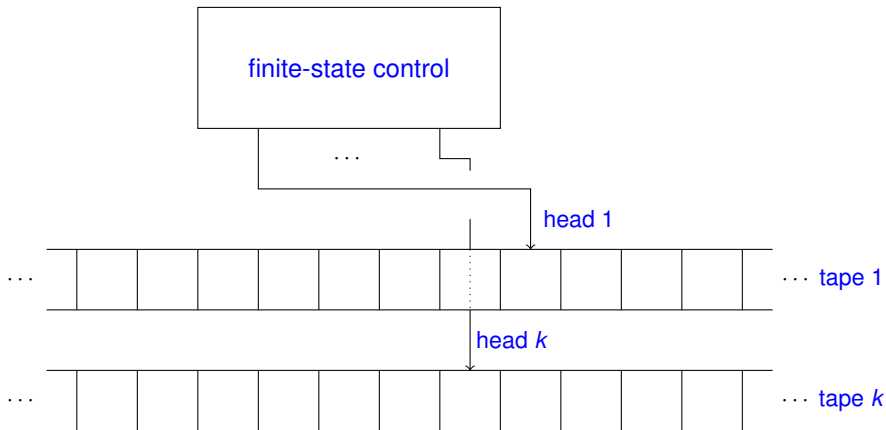 finite-state control
···
head 1
··· ··· tape 1
head k
··· ··· tape k